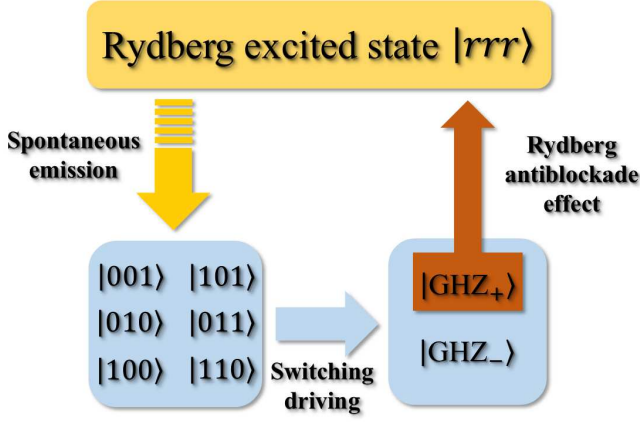 Rydberg excited state |rrr⟩
Spontaneous
emission
Rydberg
antiblockade
effect
|001⟩ |101⟩
|010⟩ |011⟩
|100⟩ |110⟩
Switching
driving
|GHZ₊⟩
|GHZ₋⟩